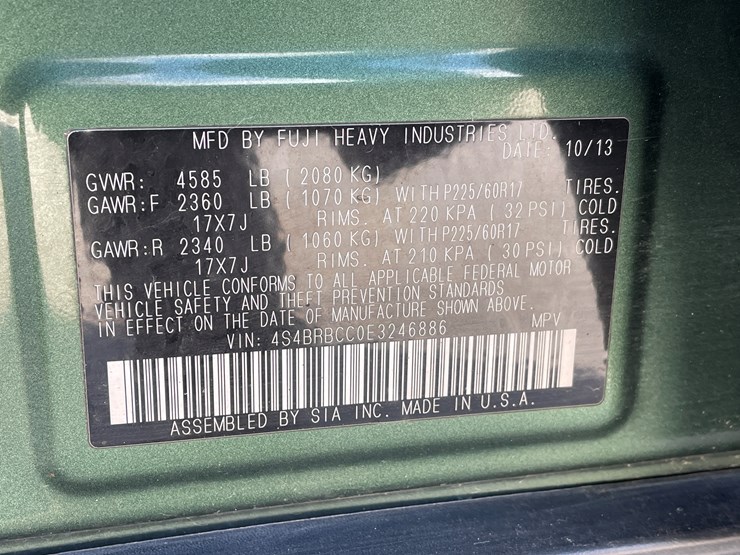 MFD BY FUJI HEAVY INDUSTRIES LTD.
DATE: 10/13
GVWR: 4585 LB ( 2080 KG)
GAWR:F 2360 LB ( 1070 KG) WITH P225/60R17 TIRES.
17X7J RIMS. AT 220 KPA ( 32 PSI) COLD
GAWR:R 2340 LB ( 1060 KG) WITH P225/60R17 TIRES.
17X7J RIMS. AT 210 KPA ( 30 PSI) COLD
THIS VEHICLE CONFORMS TO ALL APPLICABLE FEDERAL MOTOR
VEHICLE SAFETY AND THEFT PREVENTION STANDARDS
IN EFFECT ON THE DATE OF MANUFACTURE SHOWN ABOVE.
VIN: 4S4BRBCC0E3246886 MPV
ASSEMBLED BY SIA INC. MADE IN U.S.A.